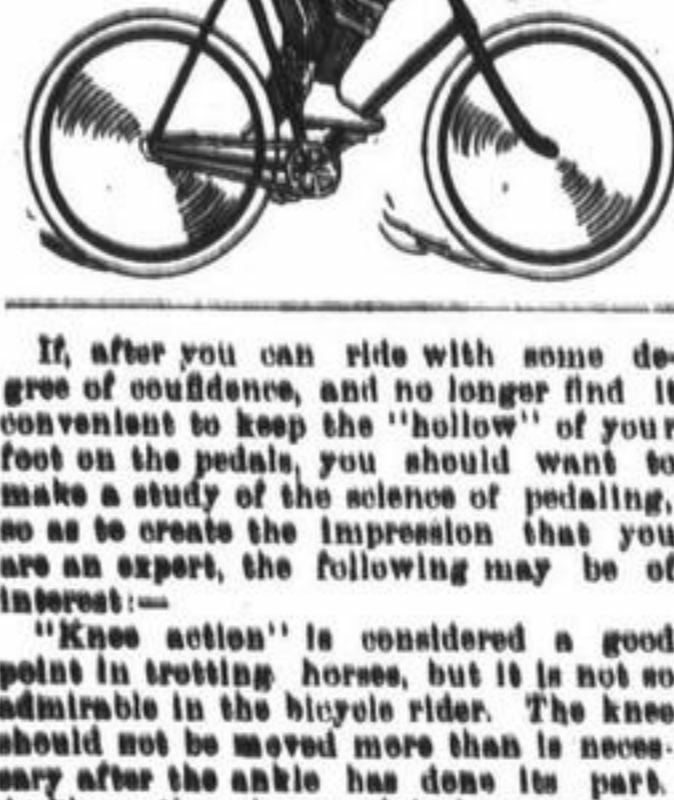 If, after you can ride with some de-
gree of confidence, and no longer find it
convenient to keep the "hollow" of your
foot on the pedals, you should want to
make a study of the science of pedaling,
so as to create the impression that you
are an expert, the following may be of
interest:—
"Knee action" is considered a good
point in trotting horses, but it is not so
admirable in the bicycle rider. The knee
should not be moved more than is neces-
sary after the ankle has done its part.